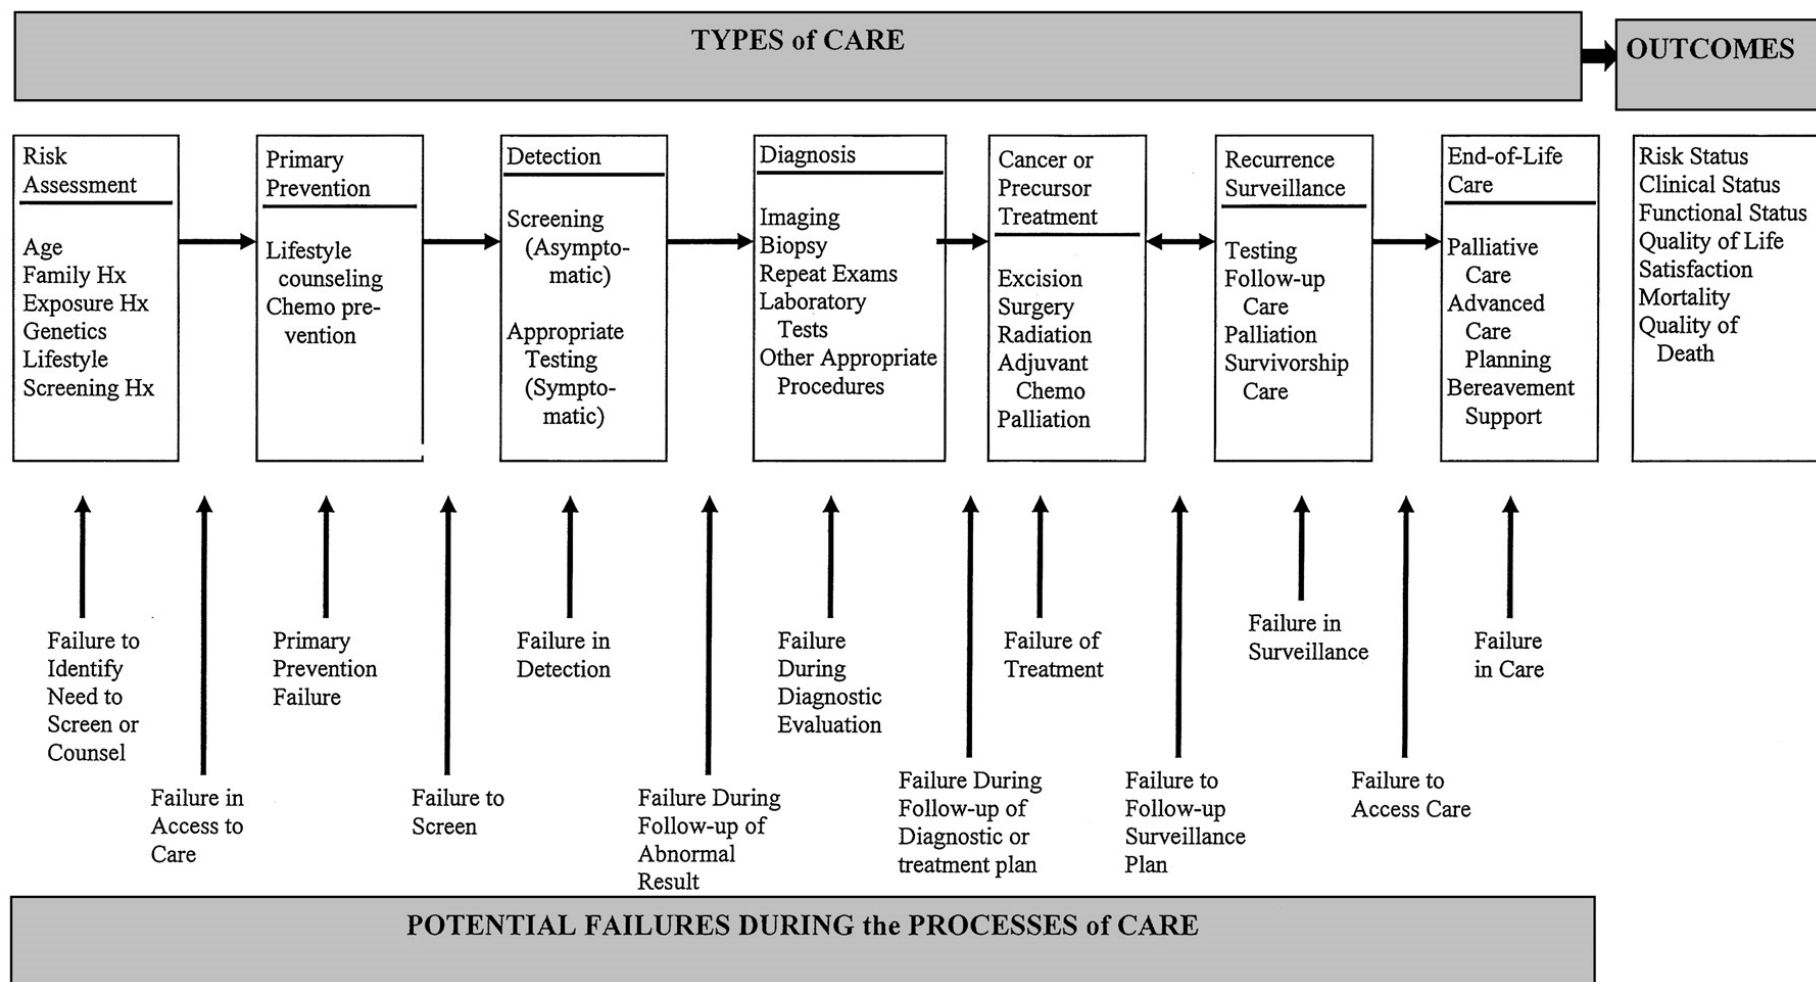 TYPES of CARE
OUTCOMES
Risk
Assessment
Age
Family Hx
Exposure Hx
Genetics
Lifestyle
Screening Hx
Primary
Prevention
Lifestyle
counseling
Chemo pre-
vention
Detection
Screening
(Asympto-
matic)
Appropriate
Testing
(Sympto-
matic)
Diagnosis
Imaging
Biopsy
Repeat Exams
Laboratory
Tests
Other Appropriate
Procedures
Cancer or
Precursor
Treatment
Excision
Surgery
Radiation
Adjuvant
Chemo
Palliation
Recurrence
Surveillance
Testing
Follow-up
Care
Palliation
Survivorship
Care
End-of-Life
Care
Palliative
Care
Advanced
Care
Planning
Bereavement
Support
Risk Status
Clinical Status
Functional Status
Quality of Life
Satisfaction
Mortality
Quality of
Death
Failure to
Identify
Need to
Screen or
Counsel
Failure in
Access to
Care
Primary
Prevention
Failure
Failure to
Screen
Failure in
Detection
Failure During
Follow-up of
Abnormal
Result
Failure
During
Diagnostic
Evaluation
Failure During
Follow-up of
Diagnostic or
treatment plan
Failure of
Treatment
Failure to
Follow-up
Surveillance
Plan
Failure in
Surveillance
Failure to
Access Care
Failure
in Care
POTENTIAL FAILURES DURING the PROCESSES of CARE